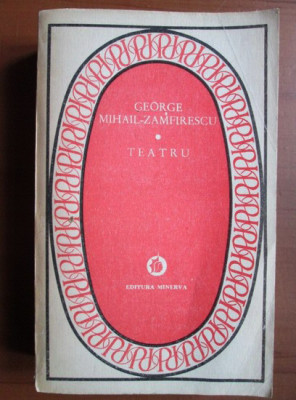 GEORGE
MIHAIL-ZAMFIRESCU
TEATRU
EDITURA MINERVA